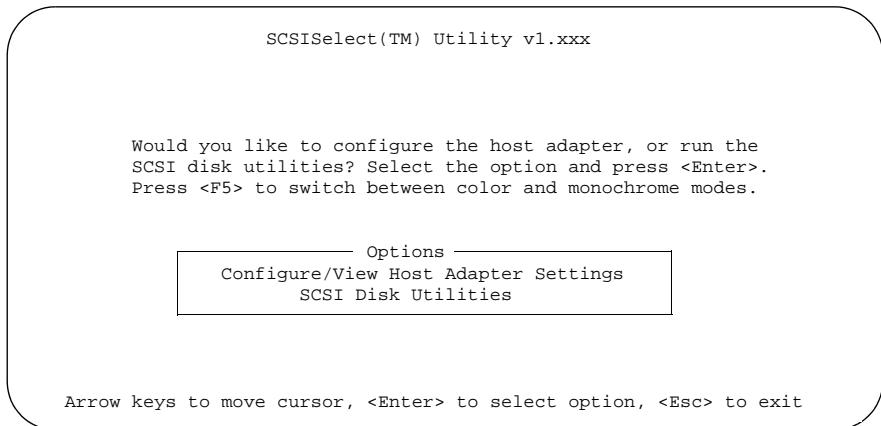 SCSISelect(TM) Utility v1.xxx
Would you like to configure the host adapter, or run the
SCSI disk utilities? Select the option and press <Enter>.
Press <F5> to switch between color and monochrome modes.
Options
Configure/View Host Adapter Settings
SCSI Disk Utilities
Arrow keys to move cursor, <Enter> to select option, <Esc> to exit